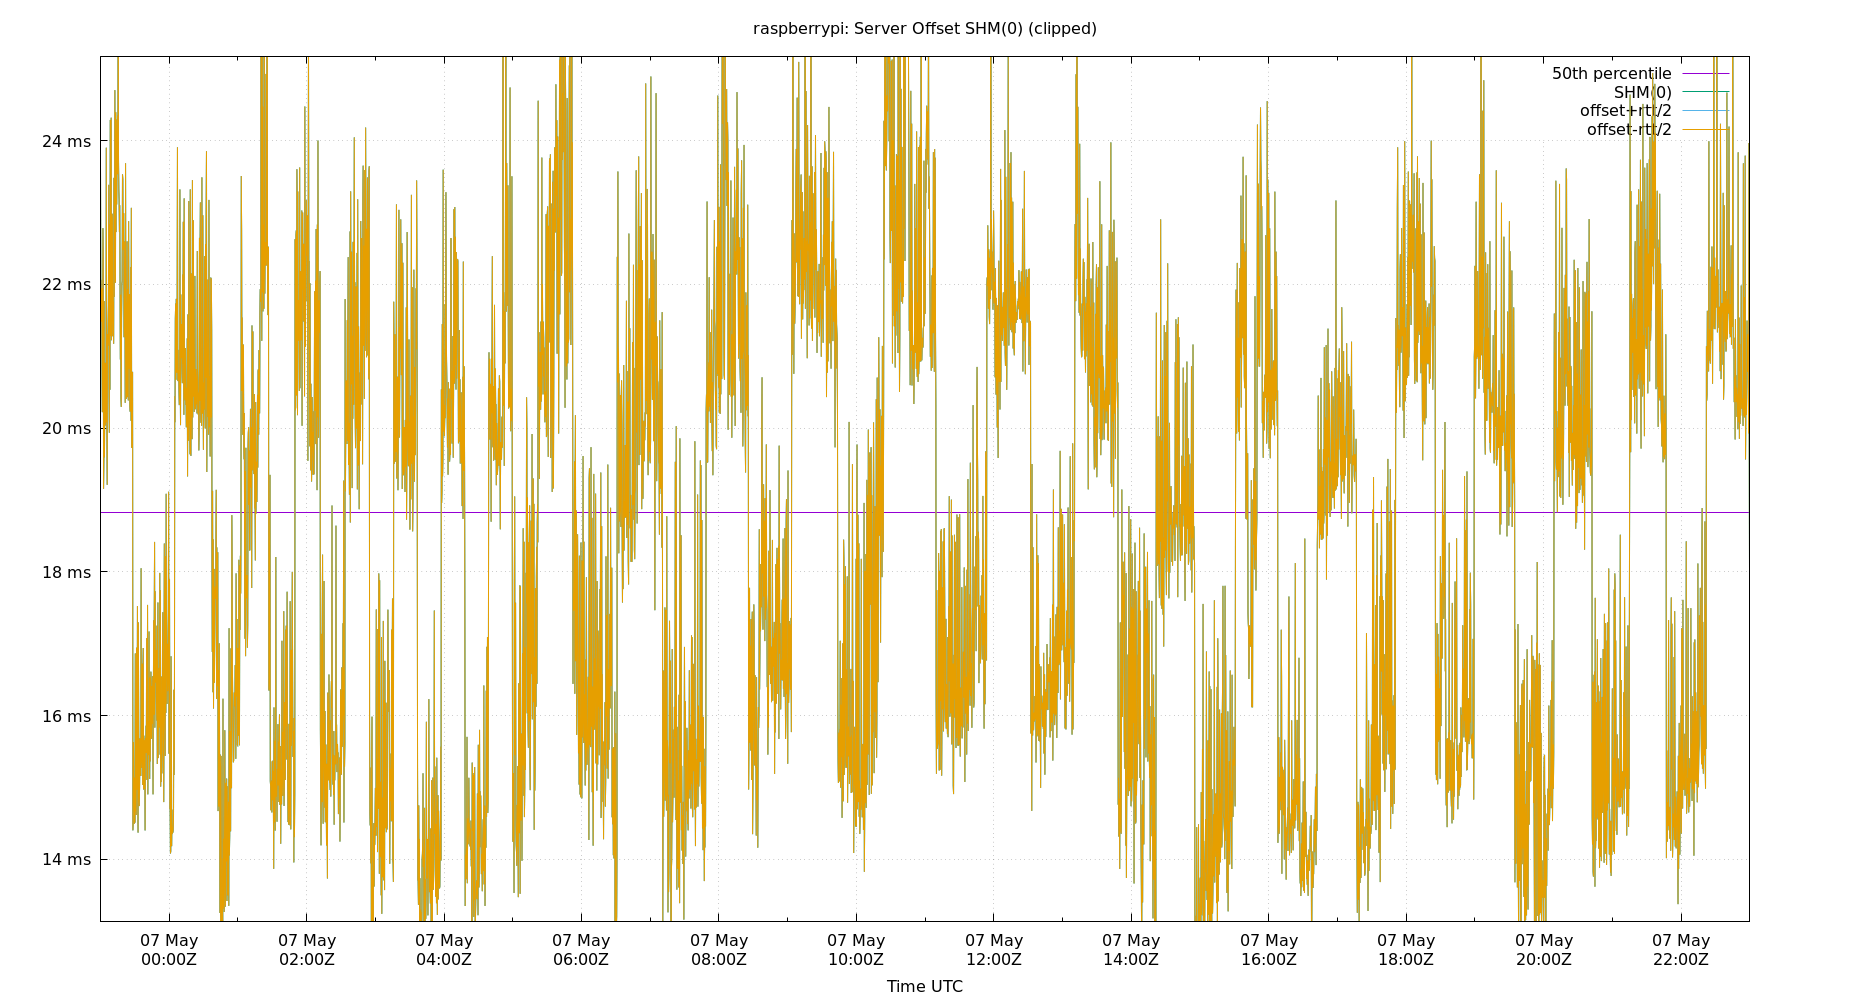 raspberrypi: Server Offset SHM(0) (clipped)
50th percentile
SHM(0)
offset+rtt/2
offset-rtt/2
24 ms
22 ms
20 ms
18 ms
16 ms
14 ms
07 May 07 May 07 May 07 May 07 May 07 May 07 May 07 May 07 May 07 May 07 May 07 May
00:00Z 02:00Z 04:00Z 06:00Z 08:00Z 10:00Z 12:00Z 14:00Z 16:00Z 18:00Z 20:00Z 22:00Z
Time UTC